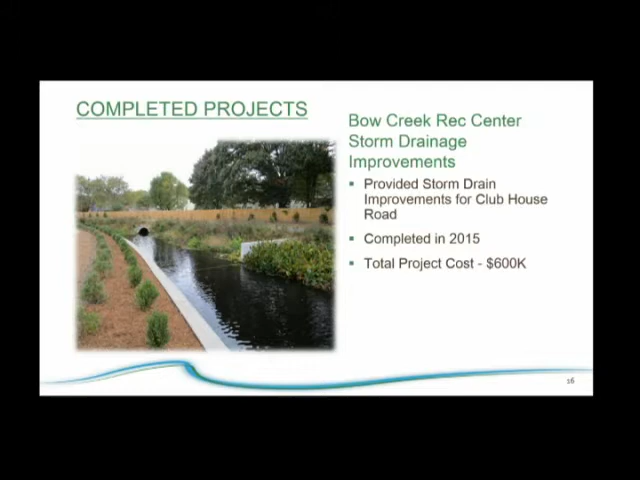 COMPLETED PROJECTS
Bow Creek Rec Center
Storm Drainage
Improvements
▪ Provided Storm Drain
Improvements for Club House
Road
▪ Completed in 2015
▪ Total Project Cost - $600K
16